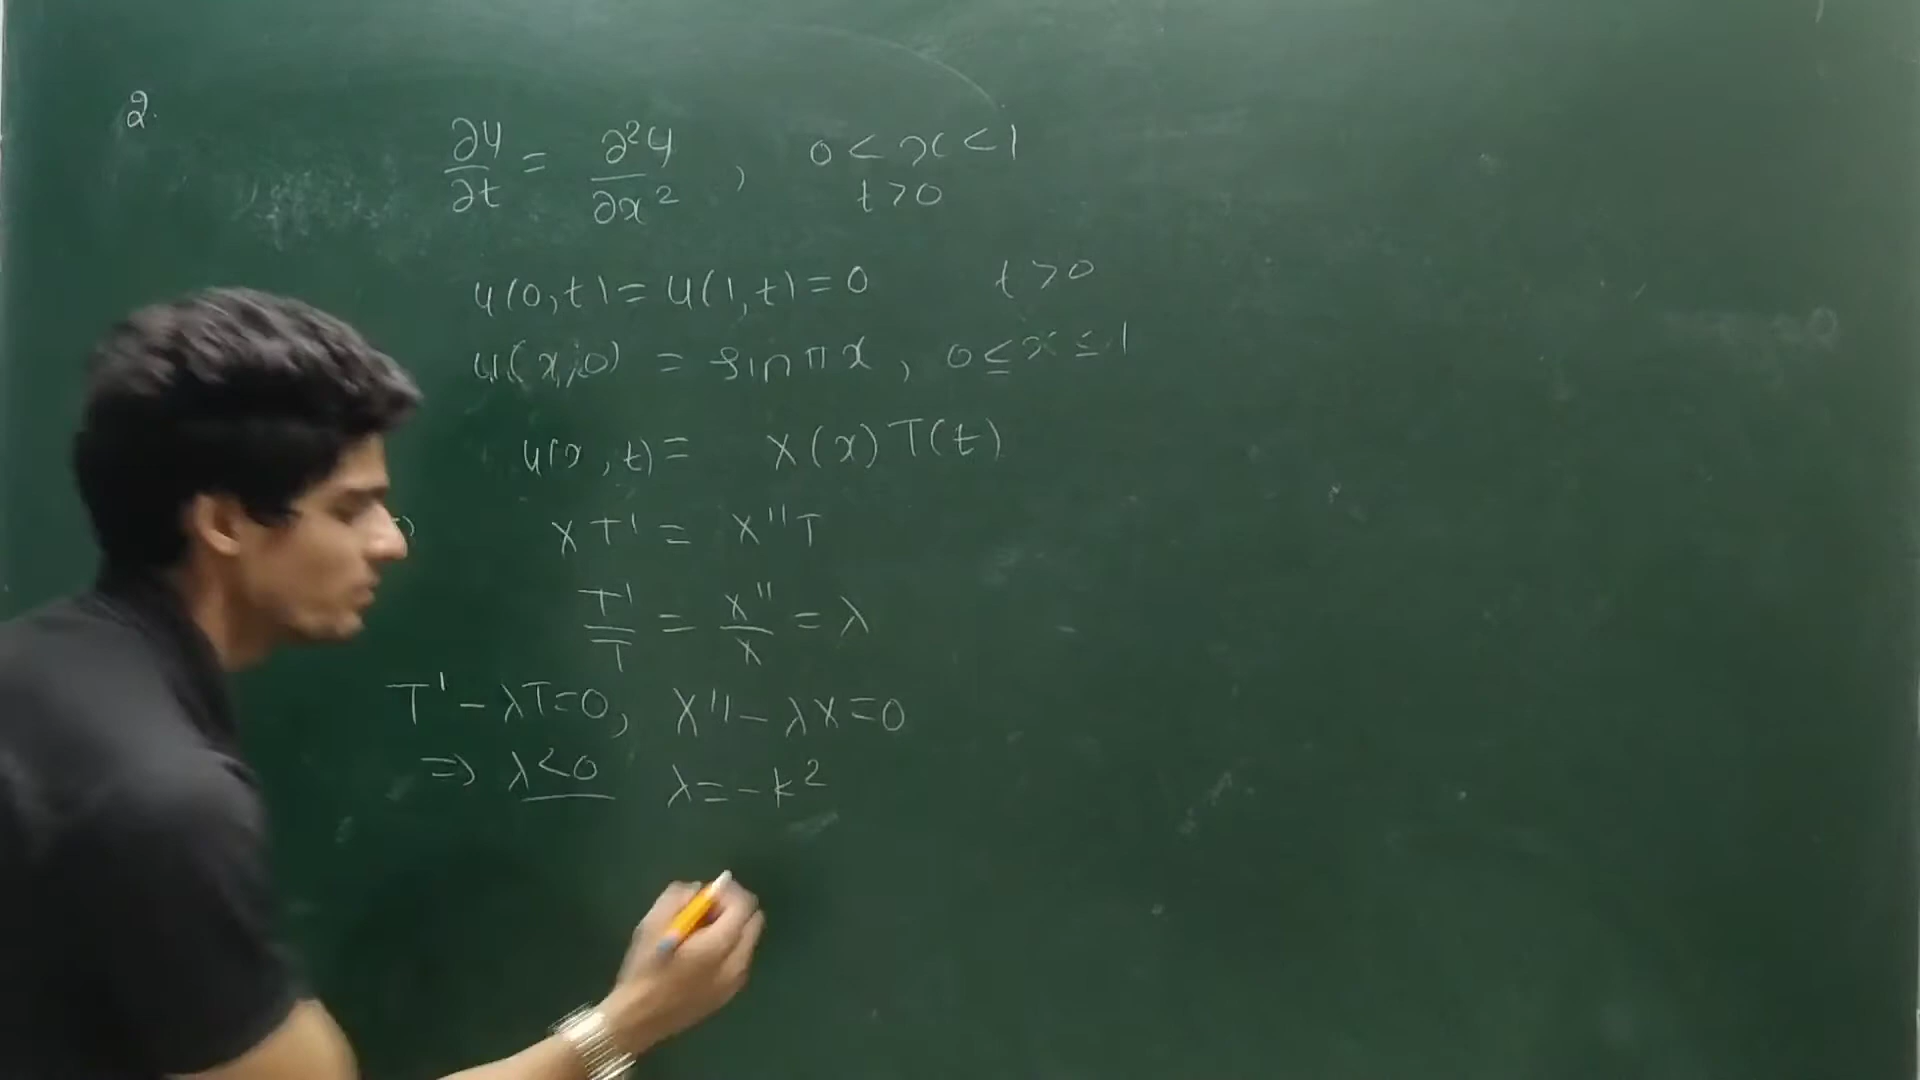 2.
∂u/∂t = ∂²u/∂x² , 0 < x < 1
t > 0
u(0,t) = u(1,t) = 0 t > 0
u(x,0) = sin πx , 0 ≤ x ≤ 1
u(x,t) = X(x) T(t)
XT' = X''T
T'/T = X''/X = λ
T' - λT = 0, X'' - λX = 0
⇒ λ < 0 λ = -k²